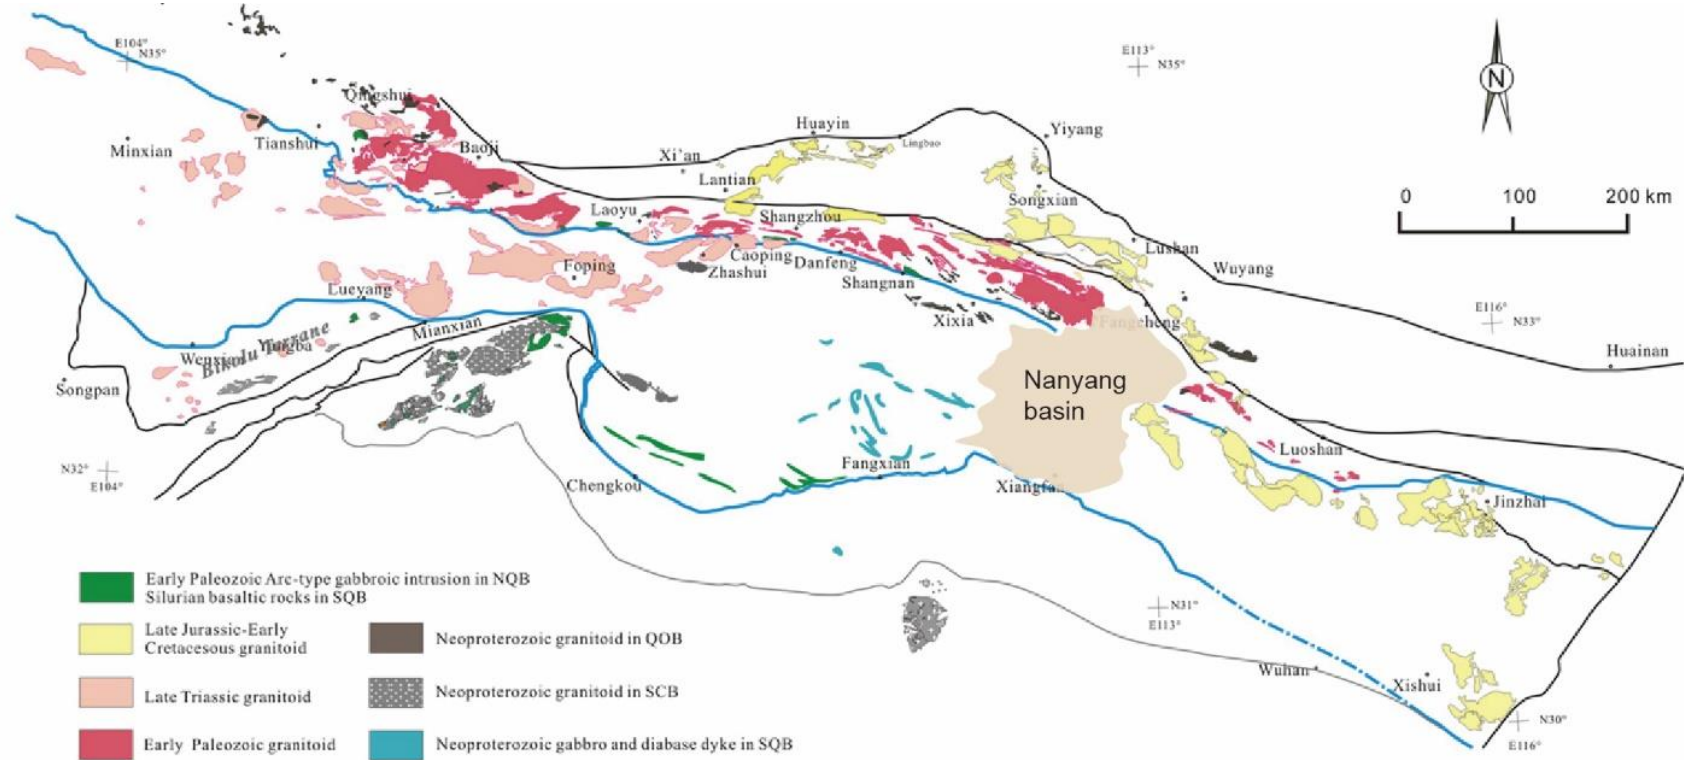 E104°
N35°
E113°
N35°
N
Qingshui
Huayin
Yiyang
Lingbao
Minxian
Tianshui
Baoji
Xi'an
Lantian
Songxian
0 100 200 km
Laoyu
Shangzhou
Lushan
Caoping
Danfeng
Zhashui
Foping
Shangnan
Wuyang
Lueyang
Mianxian
Xixia
Fangcheng
E116°
N33°
Huainan
Wenxian
Terrane
Songpan
Nanyang
basin
Luoshan
N32°
E104°
Chengkou
Fangxian
Jinzhai
N31°
E113°
Wuhan
Xishui
N30°
E116°
Early Paleozoic Arc-type gabbroic intrusion in NQB
Silurian basaltic rocks in SQB
Late Jurassic-Early
Cretacesous granitoid
Late Triassic granitoid
Early Paleozoic granitoid
Neoproterozoic granitoid in QOB
Neoproterozoic granitoid in SCB
Neoproterozoic gabbro and diabase dyke in SQB